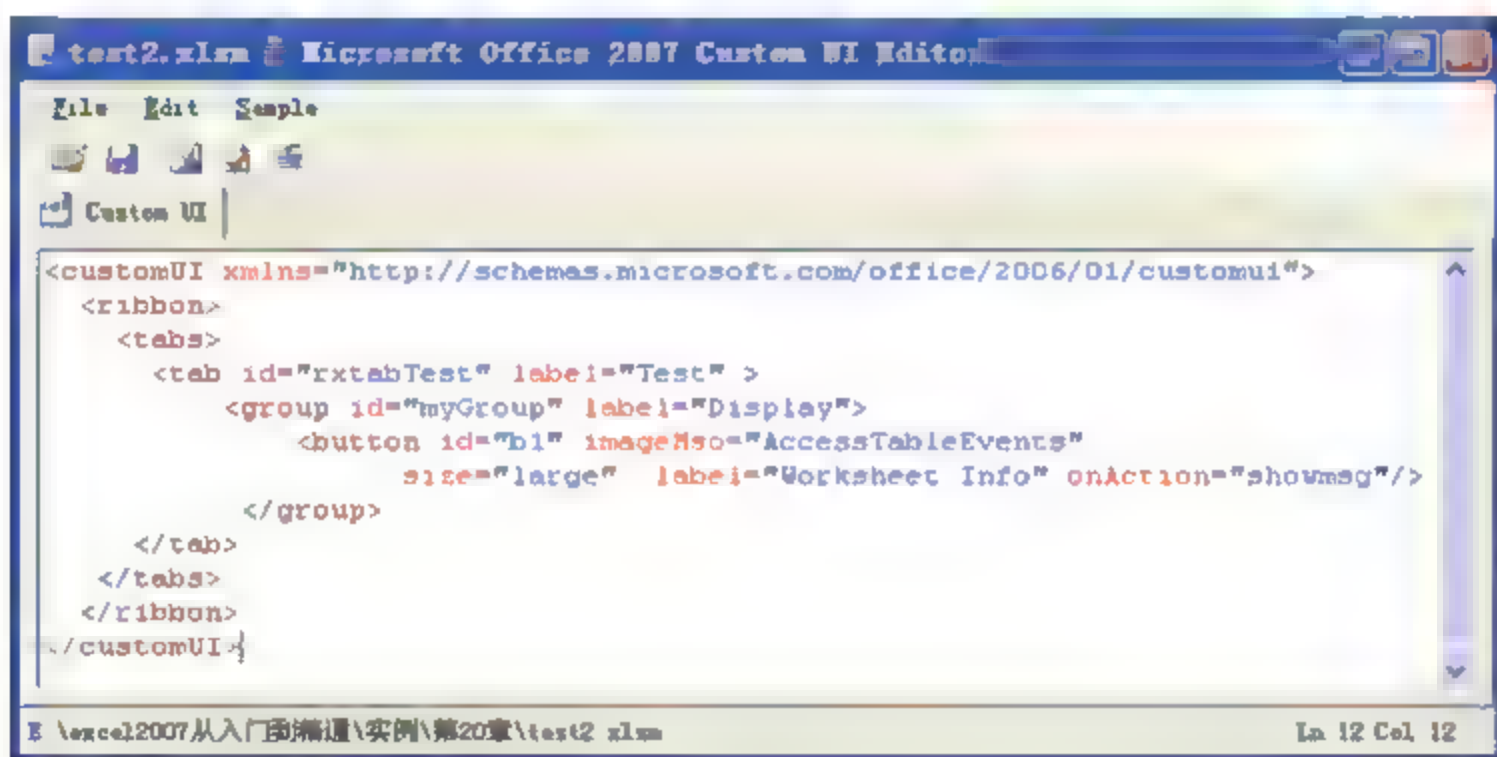 test2.xlsm - Microsoft Office 2007 Custom UI Editor
File Edit Sample
Custom UI
<customUI xmlns="http://schemas.microsoft.com/office/2006/01/customui">
<ribbon>
<tabs>
<tab id="rxtabTest" label="Test" >
<group id="myGroup" label="Display">
<button id="b1" imageMso="AccessTableEvents"
size="large" label="Worksheet Info" onAction="showmsg"/>
</group>
</tab>
</tabs>
</ribbon>
</customUI>
E \excel2007从入门到精通\实例\第20章\test2 xlsm
Ln 12 Col 12